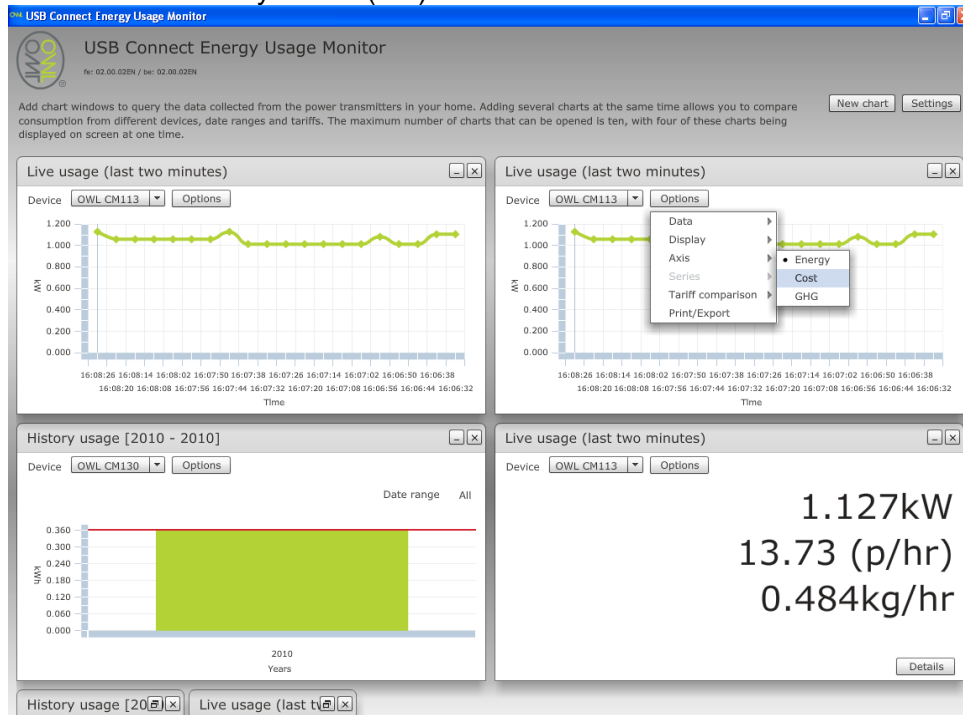 USB Connect Energy Usage Monitor
USB Connect Energy Usage Monitor
fe: 02.00.02EN / be: 02.00.02EN
Add chart windows to query the data collected from the power transmitters in your home. Adding several charts at the same time allows you to compare
consumption from different devices, date ranges and tariffs. The maximum number of charts that can be opened is ten, with four of these charts being
displayed on screen at one time.
New chart Settings
Live usage (last two minutes)
Device OWL CM113 Options
1.200
1.000
0.800
0.600
0.400
0.200
0.000
kW
16:08:26 16:08:14 16:08:02 16:07:50 16:07:38 16:07:26 16:07:14 16:07:02 16:06:50 16:06:38
16:08:20 16:08:08 16:07:56 16:07:44 16:07:32 16:07:20 16:07:08 16:06:56 16:06:44 16:06:32
Time
Live usage (last two minutes)
Device OWL CM113 Options
Data
Display
Axis
Series
Tariff comparison
Print/Export
Energy
Cost
GHG
1.200
1.000
0.800
0.600
0.400
0.200
0.000
kW
16:08:26 16:08:14 16:08:02 16:07:50 16:07:38 16:07:26 16:07:14 16:07:02 16:06:50 16:06:38
16:08:20 16:08:08 16:07:56 16:07:44 16:07:32 16:07:20 16:07:08 16:06:56 16:06:44 16:06:32
Time
History usage [2010 - 2010]
Device OWL CM130 Options
Date range All
0.360
0.300
0.240
0.180
0.120
0.060
0.000
kWh
2010
Years
Live usage (last two minutes)
Device OWL CM113 Options
1.127kW
13.73 (p/hr)
0.484kg/hr
Details
History usage [20
Live usage (last tv